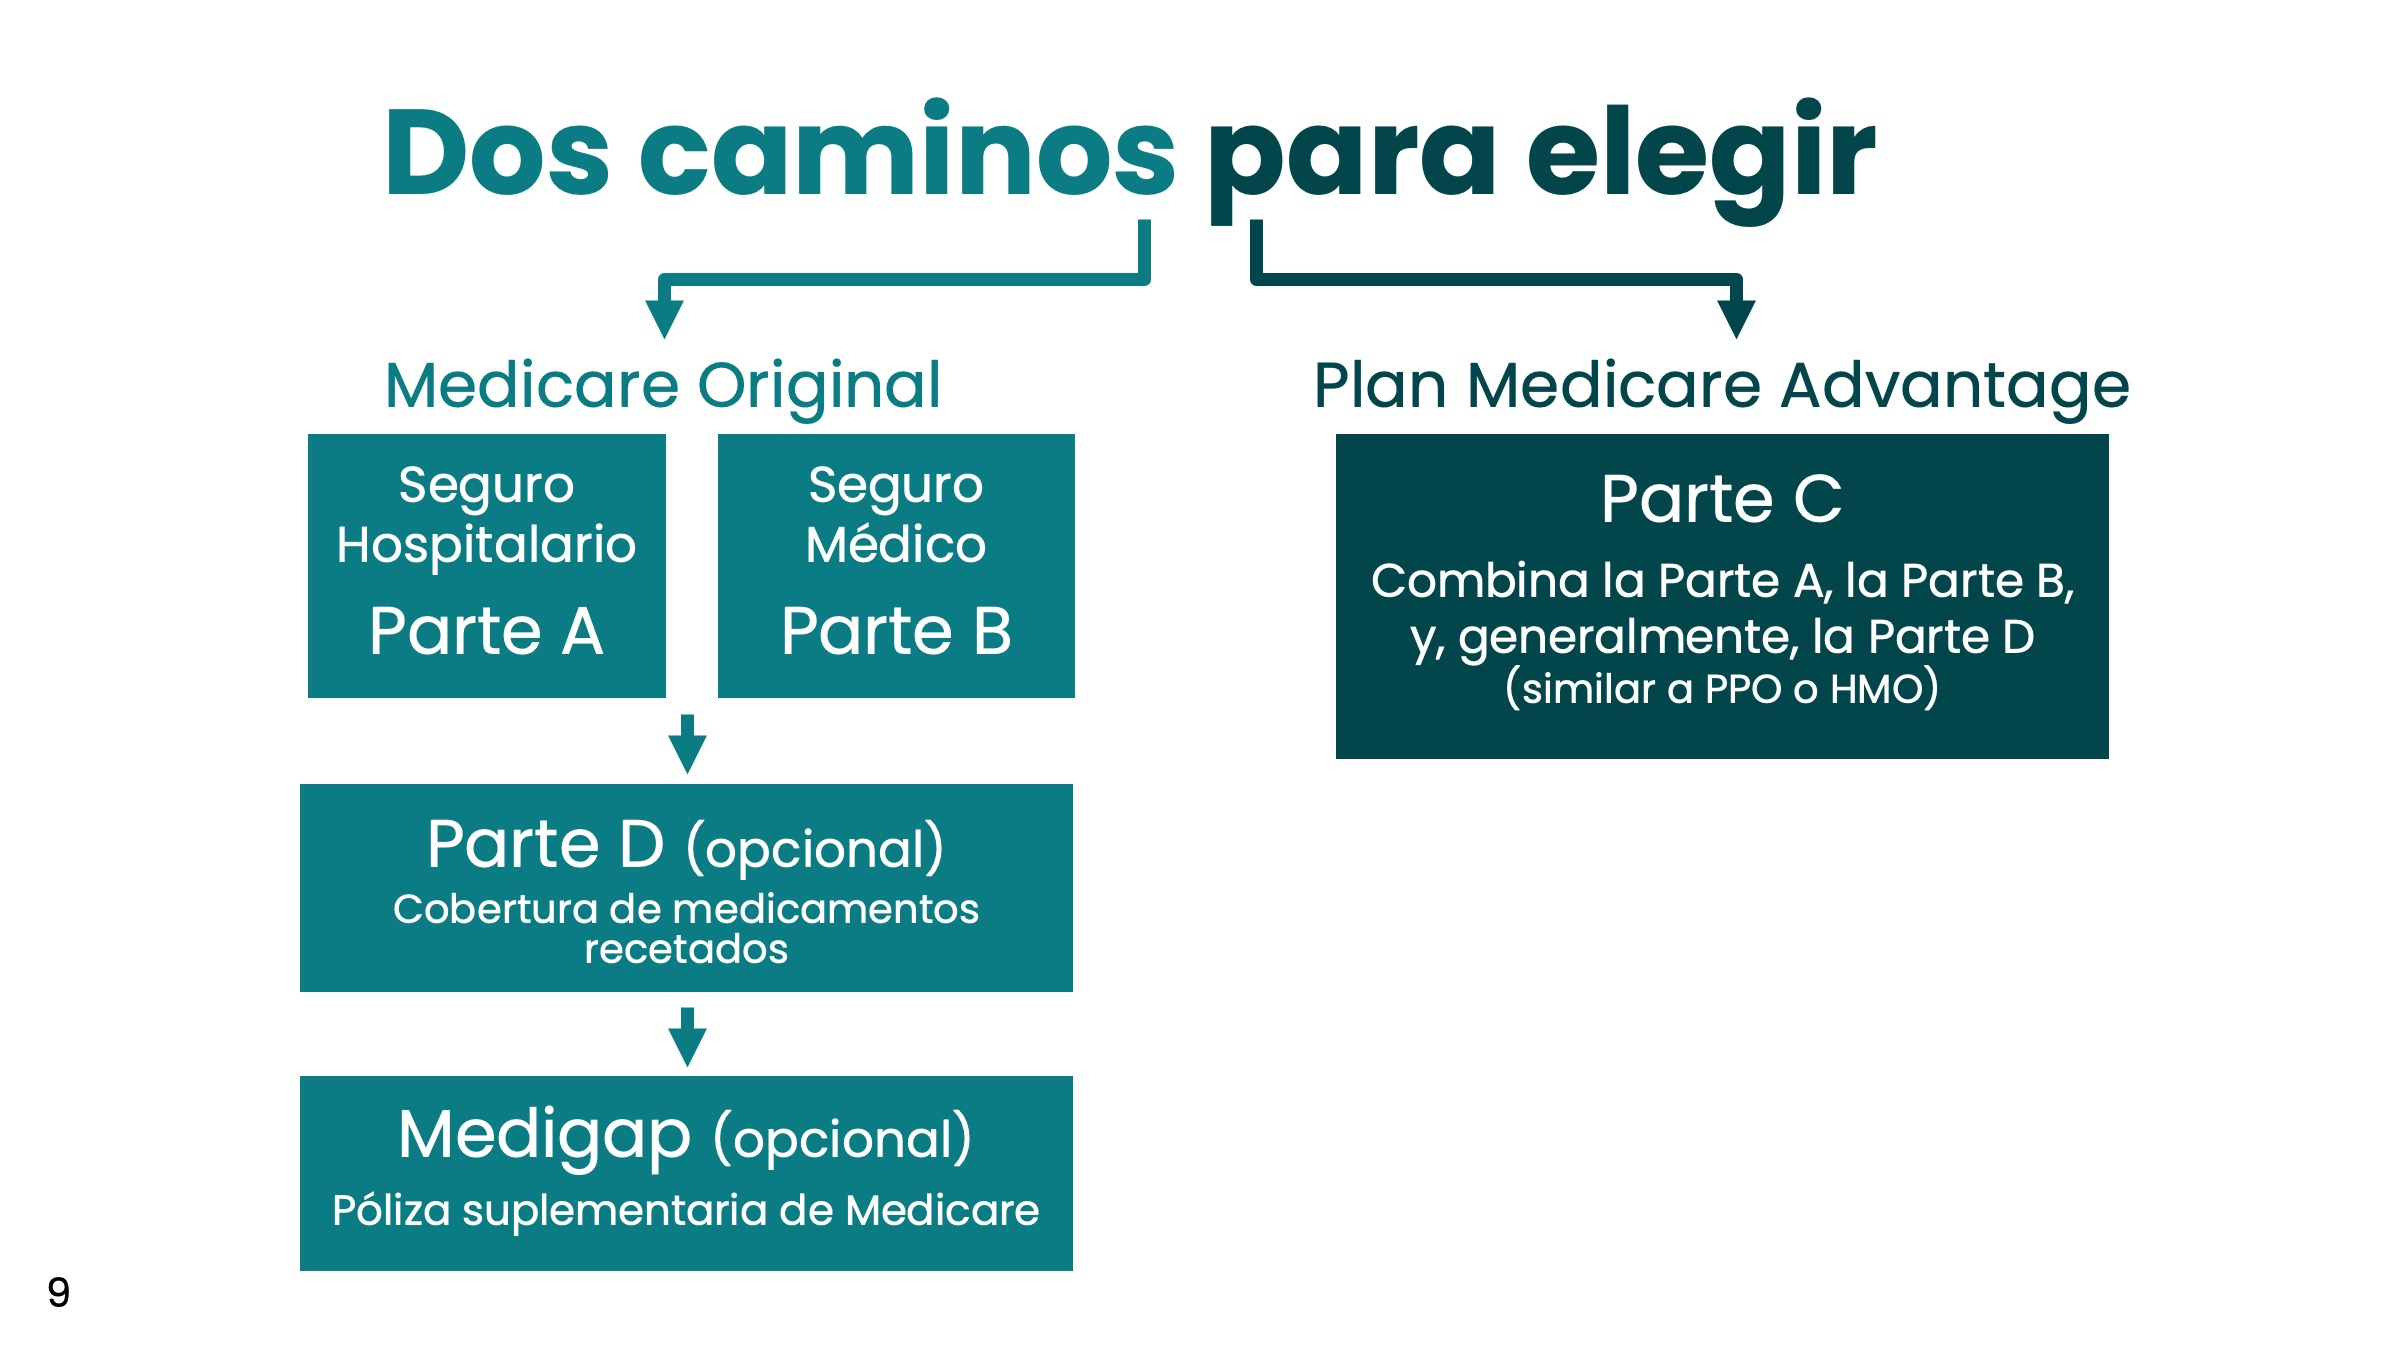 Dos caminos para elegir
Medicare Original
Seguro
Hospitalario
Parte A
Seguro
Médico
Parte B
Parte D (opcional)
Cobertura de medicamentos
recetados
Medigap (opcional)
Póliza suplementaria de Medicare
Plan Medicare Advantage
Parte C
Combina la Parte A, la Parte B,
y, generalmente, la Parte D
(similar a PPO o HMO)
9